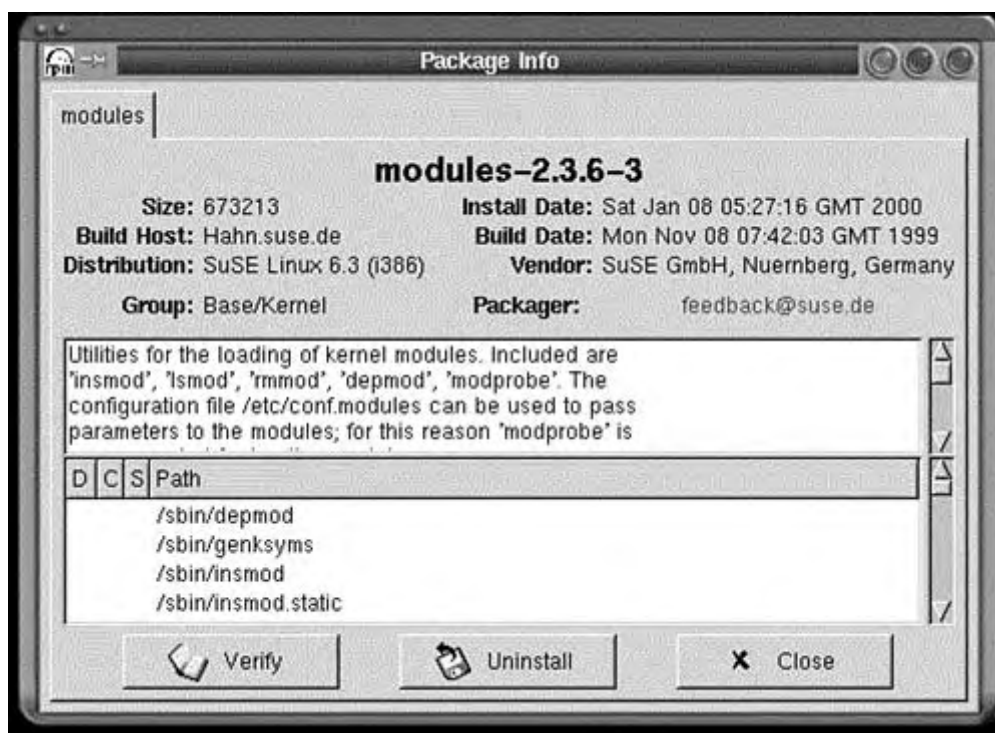 rpm
Package Info
modules
modules-2.3.6-3
Size: 673213 Install Date: Sat Jan 08 05:27:16 GMT 2000
Build Host: Hahn.suse.de Build Date: Mon Nov 08 07:42:03 GMT 1999
Distribution: SuSE Linux 6.3 (i386) Vendor: SuSE GmbH, Nuernberg, Germany
Group: Base/Kernel Packager: feedback@suse.de
Utilities for the loading of kernel modules. Included are
'insmod', 'lsmod', 'rmmod', 'depmod', 'modprobe'. The
configuration file /etc/conf.modules can be used to pass
parameters to the modules; for this reason 'modprobe' is
D C S Path
/sbin/depmod
/sbin/genksyms
/sbin/insmod
/sbin/insmod.static
Verify Uninstall Close